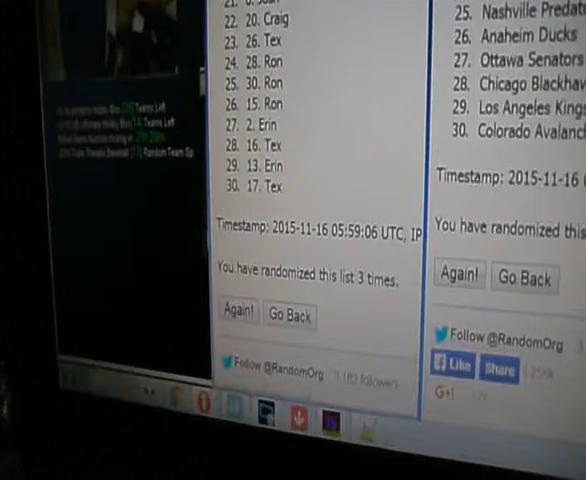 22. 20. Craig
23. 26. Tex
24. 28. Ron
25. 30. Ron
26. 15. Ron
27. 2. Erin
28. 16. Tex
29. 13. Erin
30. 17. Tex
Timestamp: 2015-11-16 05:59:06 UTC, IP
You have randomized this list 3 times.
Again! Go Back
Follow @RandomOrg
25. Nashville Predat
26. Anaheim Ducks
27. Ottawa Senators
28. Chicago Blackhaw
29. Los Angeles Kings
30. Colorado Avalanc
Timestamp: 2015-11-16
You have randomized this
Again! Go Back
Follow @RandomOrg
Like Share
G+1